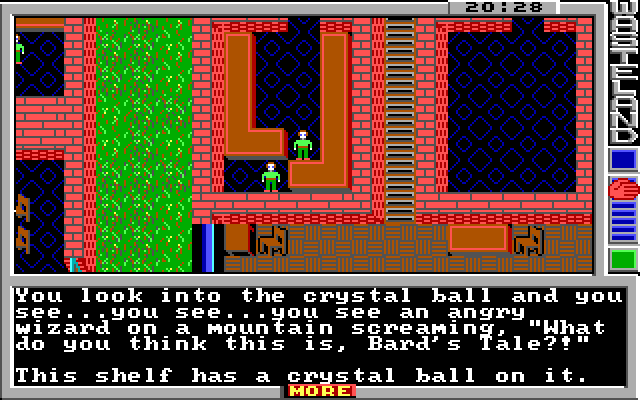 20:28
WASTELAND
You look into the crystal ball and you
see...you see...you see an angry
wizard on a mountain screaming, "What
do you think this is, Bard's Tale?!"
This shelf has a crystal ball on it.
MORE